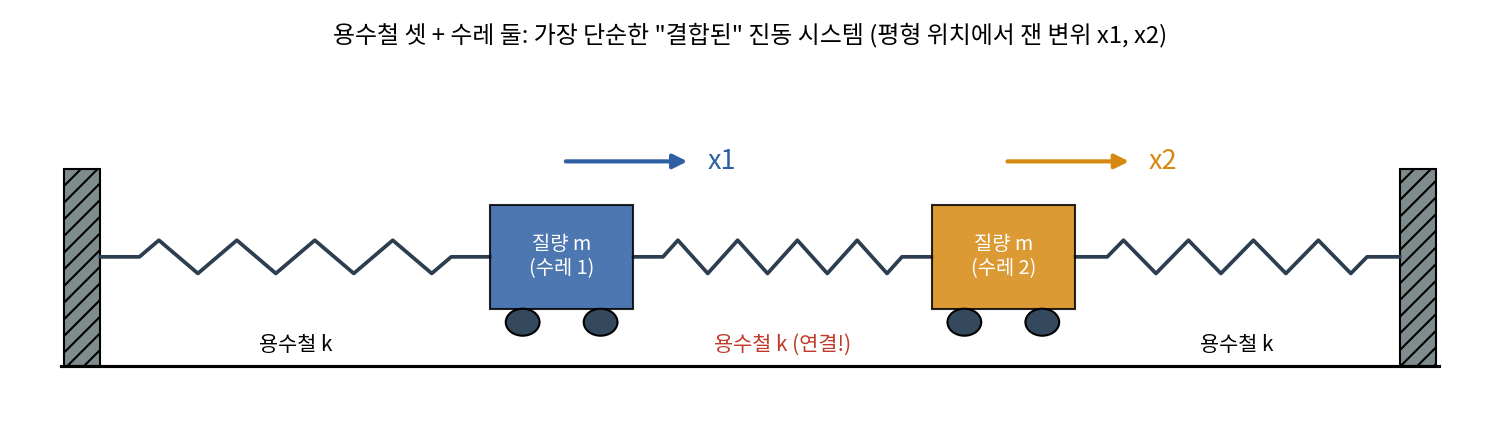 용수철 셋 + 수레 둘: 가장 단순한 "결합된" 진동 시스템 (평형 위치에서 잰 변위 x1, x2)
x1
x2
질량 m
(수레 1)
질량 m
(수레 2)
용수철 k
용수철 k (연결!)
용수철 k